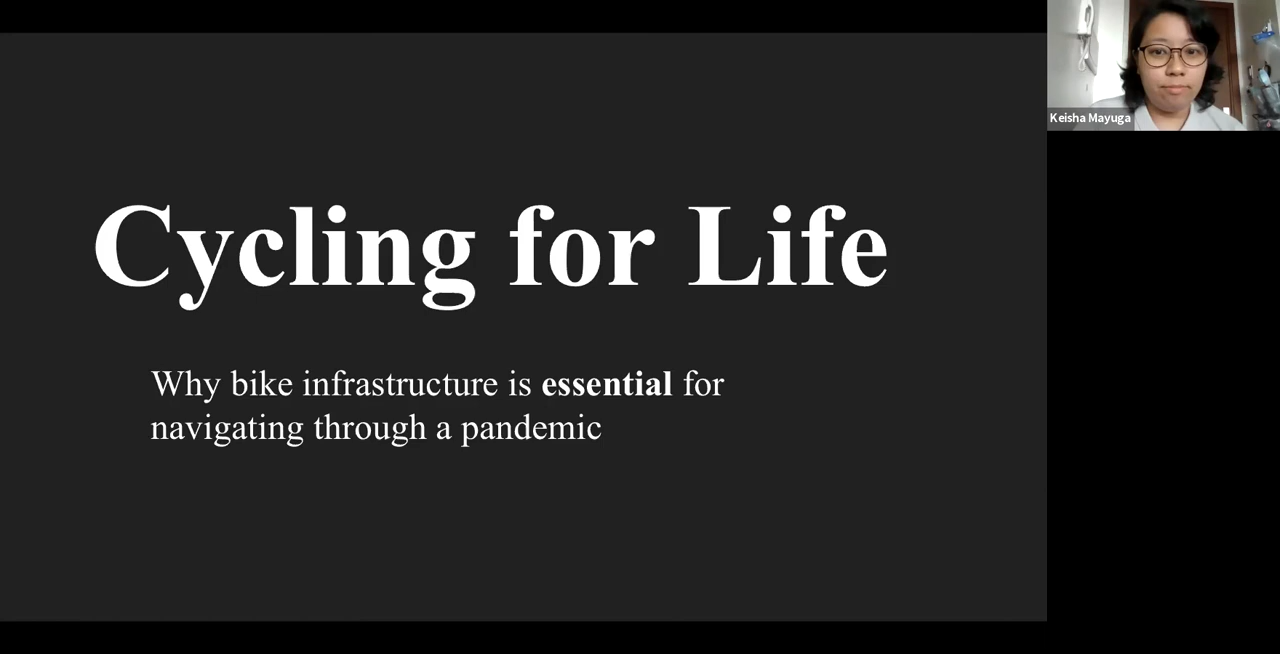 Cycling for Life
Why bike infrastructure is essential for
navigating through a pandemic
Keisha Mayuga